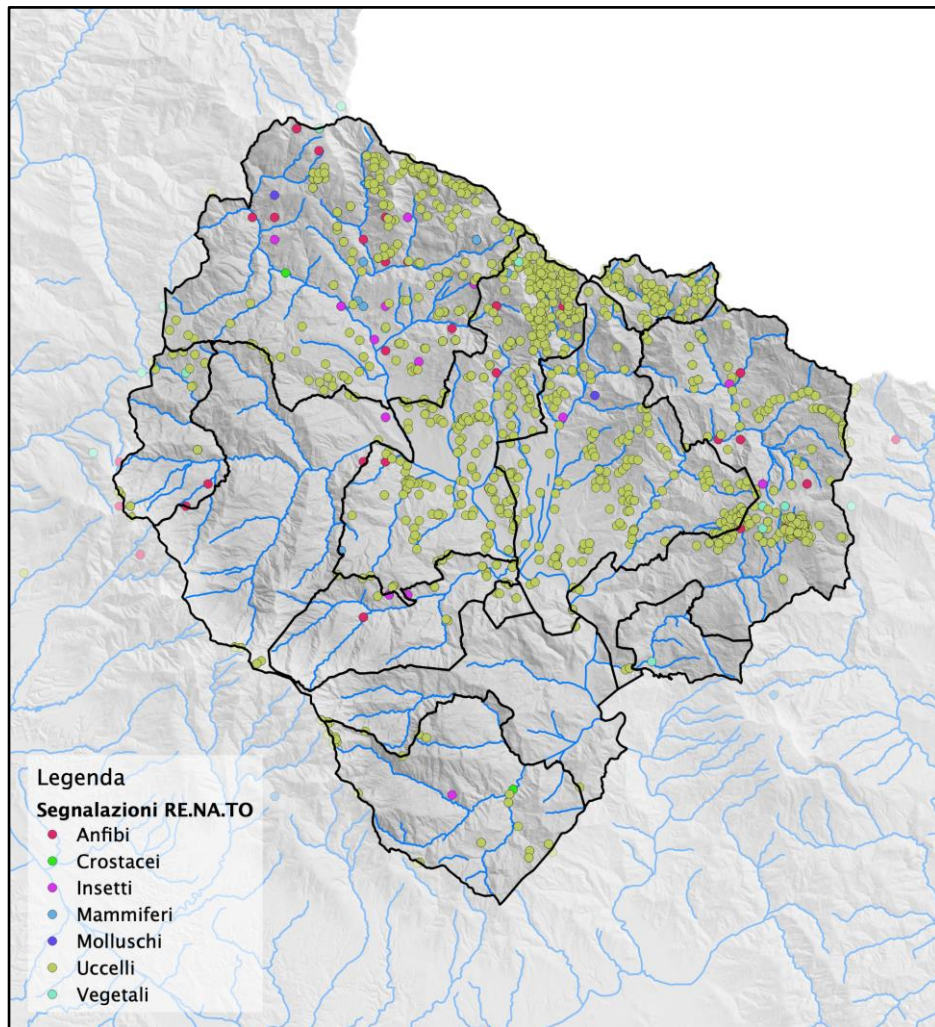 Legenda
Segnalazioni RE.NA.TO
Anfibi
Crostacei
Insetti
Mammiferi
Molluschi
Uccelli
Vegetali